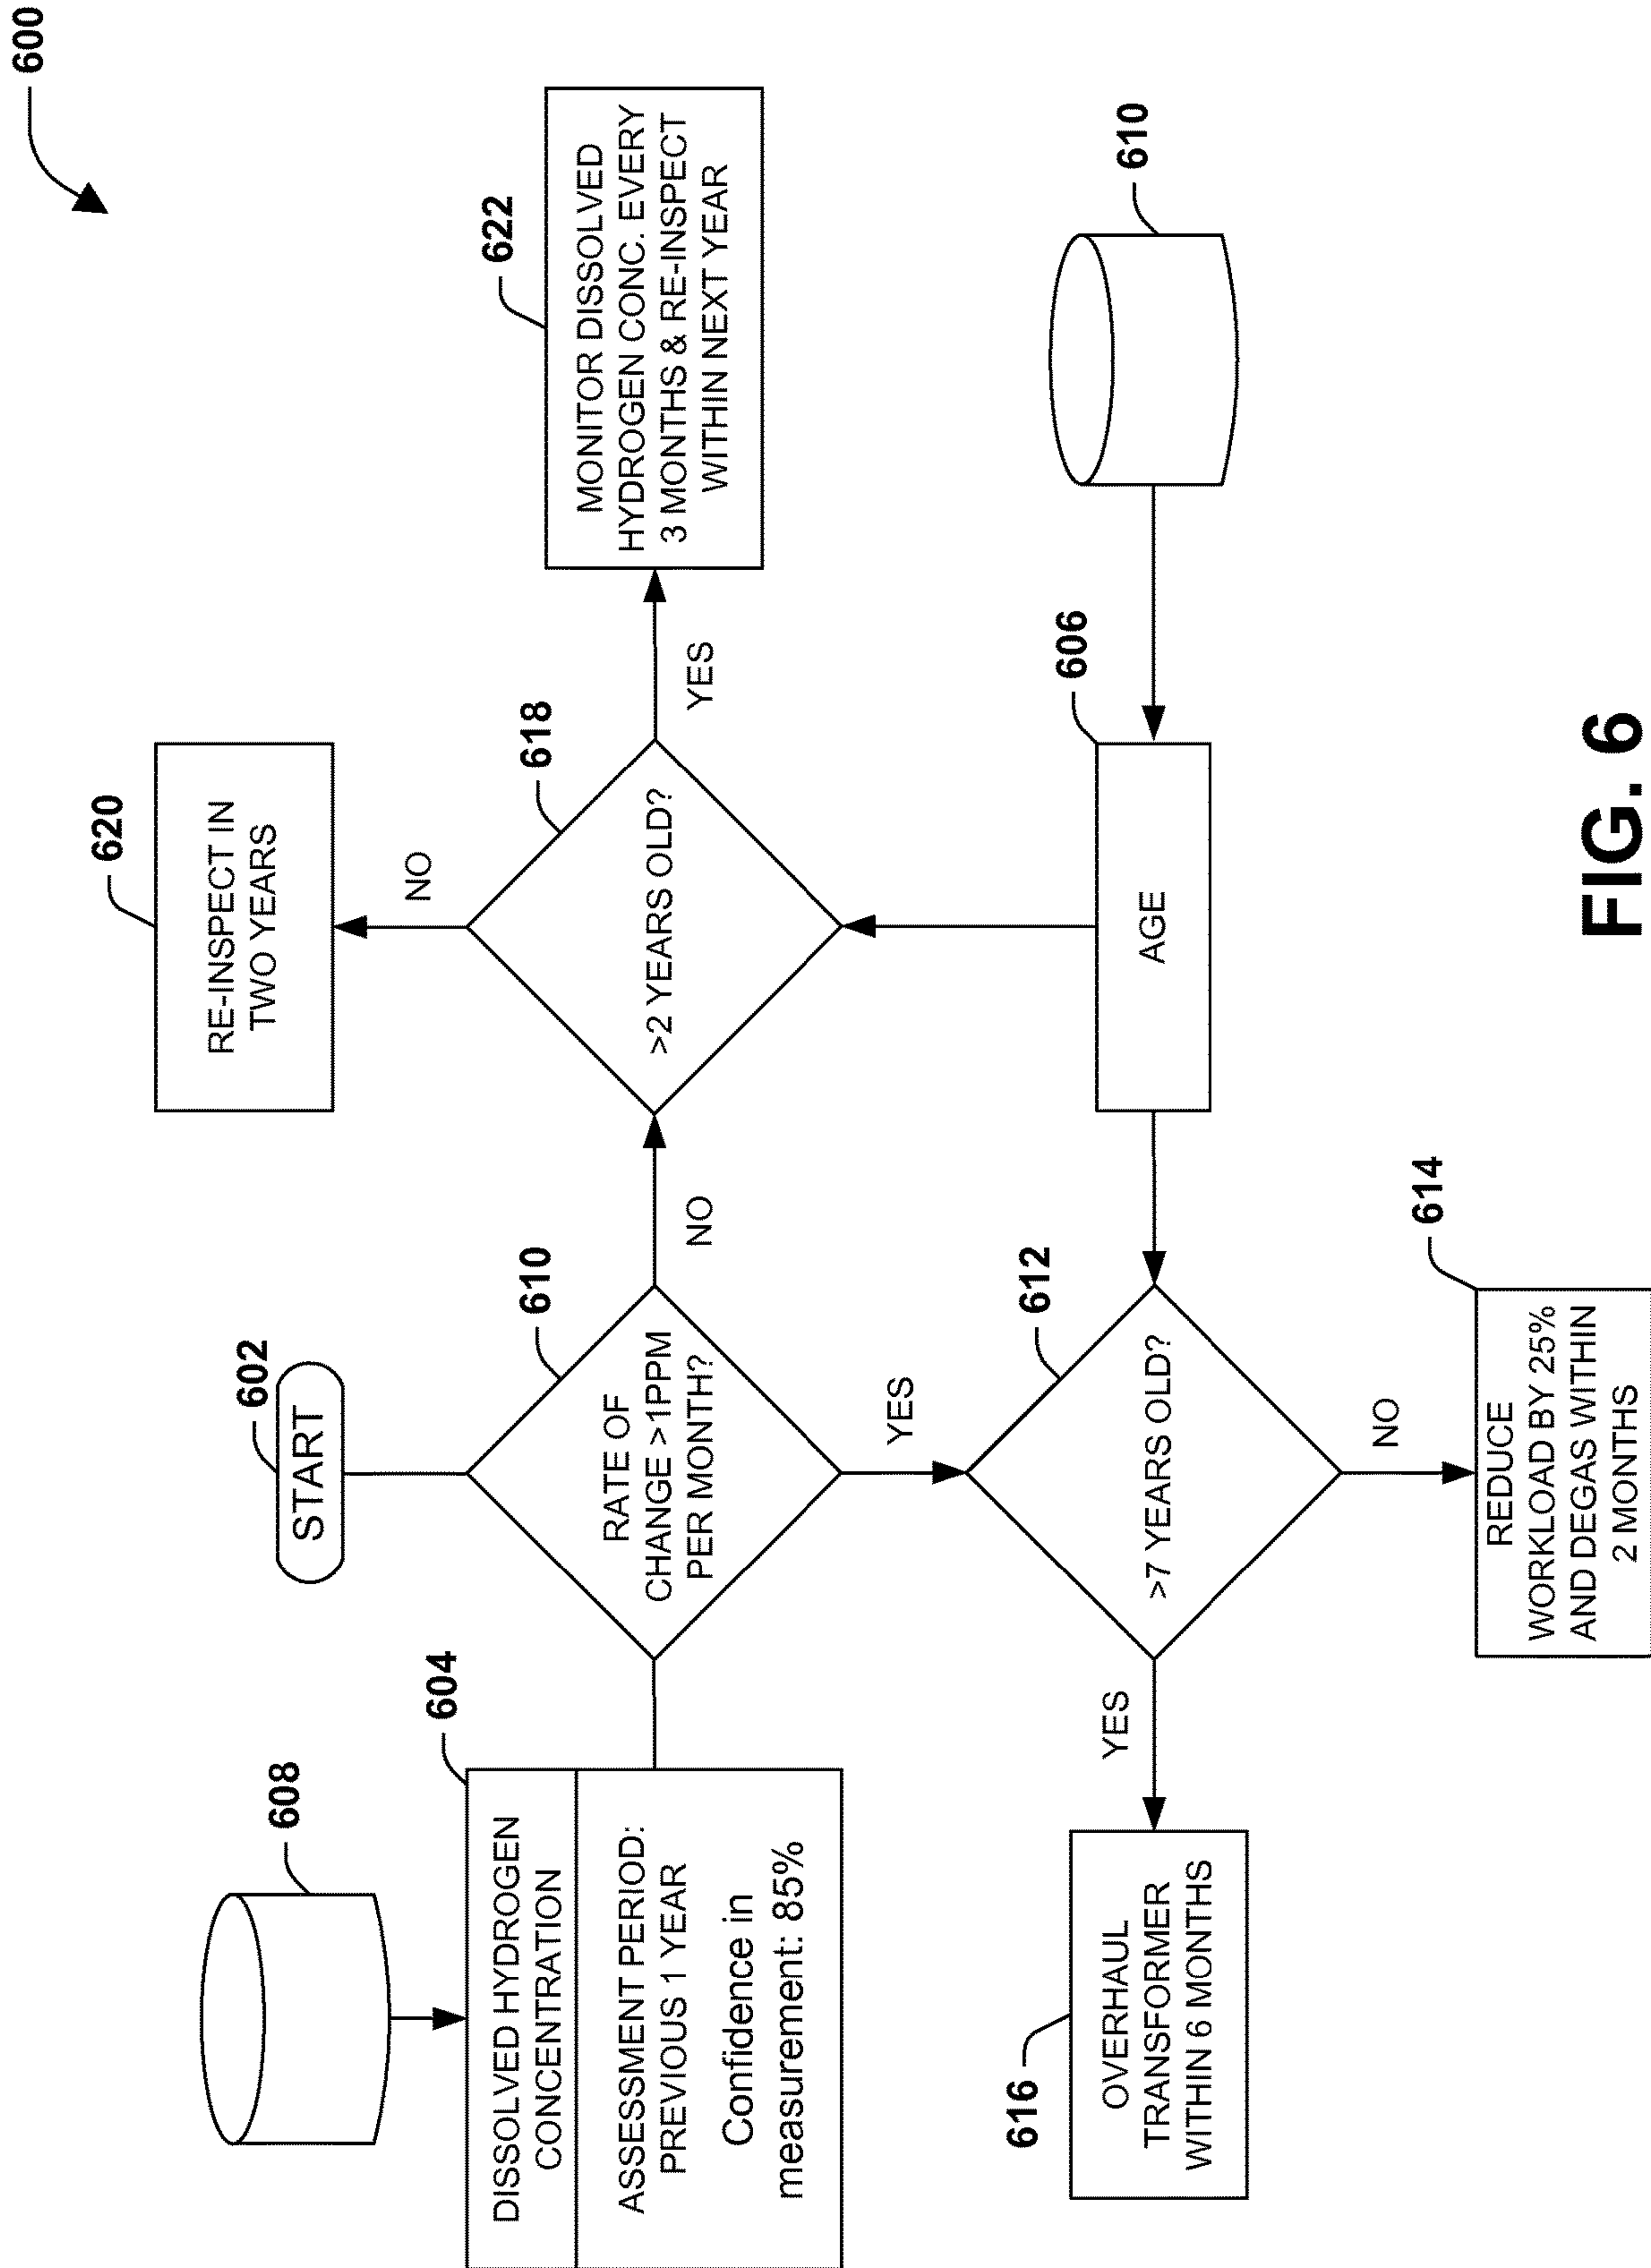 600
602
START
608
604
DISSOLVED HYDROGEN
CONCENTRATION
ASSESSMENT PERIOD:
PREVIOUS 1 YEAR
Confidence in
measurement: 85%
610
RATE OF
CHANGE >1PPM
PER MONTH?
NO
YES
618
>2 YEARS OLD?
NO
YES
620
RE-INSPECT IN
TWO YEARS
622
MONITOR DISSOLVED
HYDROGEN CONC. EVERY
3 MONTHS & RE-INSPECT
WITHIN NEXT YEAR
616
OVERHAUL
TRANSFORMER
WITHIN 6 MONTHS
YES
612
>7 YEARS OLD?
NO
614
REDUCE
WORKLOAD BY 25%
AND DEGAS WITHIN
2 MONTHS
606
AGE
610
FIG. 6